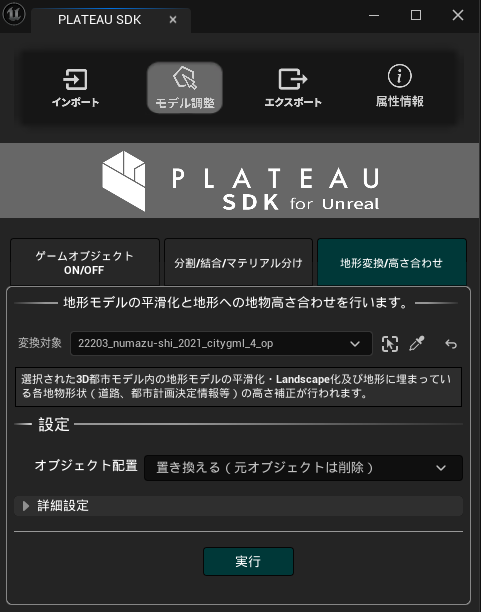 PLATEAU SDK
インポート
モデル調整
エクスポート
属性情報
PLATEAU
SDK for Unreal
ゲームオブジェクト
ON/OFF
分割/結合/マテリアル分け
地形変換/高さ合わせ
地形モデルの平滑化と地形への地物高さ合わせを行います。
変換対象
22203_numazu-shi_2021_citygml_4_op
選択された3D都市モデル内の地形モデルの平滑化・Landscape化及び地形に埋まってい
る各地物形状（道路、都市計画決定情報等）の高さ補正が行われます。
設定
オブジェクト配置
置き換える（元オブジェクトは削除）
詳細設定
実行